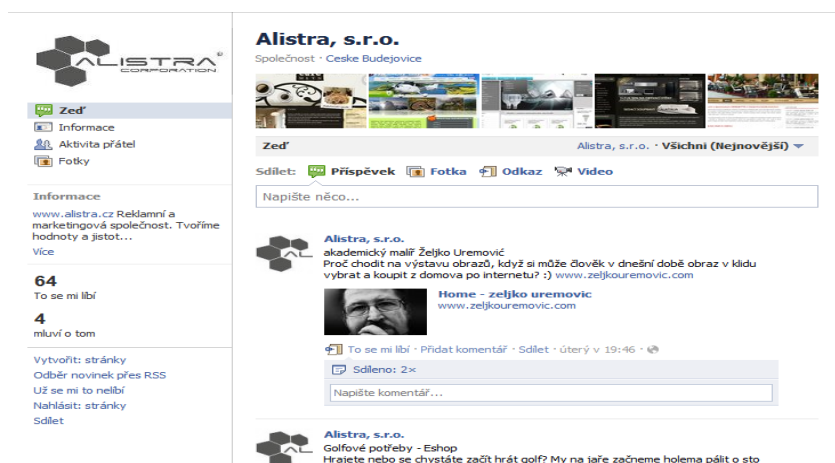 ALISTRA®
CORPORATION
Zeď
Informace
Aktivita přátel
Fotky
Informace
www.alistra.cz Reklamní a
marketingová společnost. Tvoříme
hodnoty a jistot...
Více
64
To se mi líbí
4
mluví o tom
Vytvořit: stránky
Odběr novinek přes RSS
Už se mi to nelíbí
Nahlásit: stránky
Sdílet
Alistra, s.r.o.
Společnost · Ceske Budejovice
Zeď
Alistra, s.r.o. · Všichni (Nejnovější)
Sdílet: Příspěvek Fotka Odkaz Video
Napište něco...
AL
Alistra, s.r.o.
akademický malíř Željko Uremović
Proč chodit na výstavu obrazů, když si může člověk v dnešní době obraz v klidu
vybrat a koupit z domova po internetu? :) www.zeljkouremovic.com
Home - zeljko uremovic
www.zeljkouremovic.com
To se mi líbí · Přidat komentář · Sdílet · úterý v 19:46 ·
Sdíleno: 2×
Napište komentář...
AL
Alistra, s.r.o.
Golfové potřeby - Eshop
Hrajete nebo se chystáte začít hrát golf? My na jaře začneme holema pálit o sto